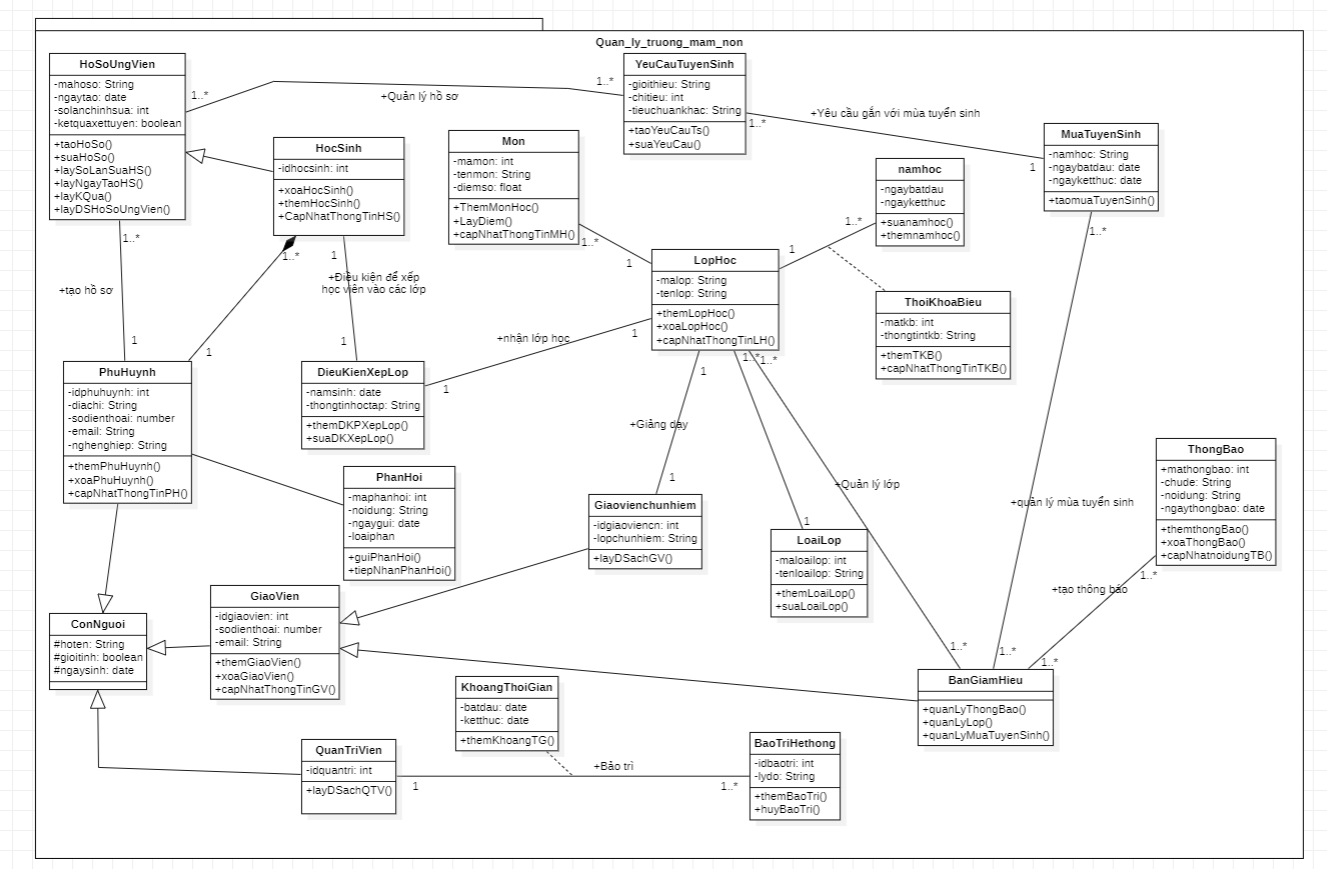 Quan_ly_truong_mam_non
HoSoUngVien
-mahoso: String
-ngaytao: date
-solanchinhsua: int
-ketquaxettuyen: boolean
+taoHoSo()
+suaHoSo()
+laySoLanSuaHS()
+layNgayTaoHS()
+layKQua()
+layDSHoSoUngVien()
1..*
+Quản lý hồ sơ
1..*
YeuCauTuyenSinh
-gioithieu: String
-chitieu: int
-tieuchuankhac: String
+taoYeuCauTs()
+suaYeuCau()
1..*
+Yêu cầu gắn với mùa tuyển sinh
1
MuaTuyenSinh
-namhoc: String
-ngaybatdau: date
-ngayketthuc: date
+taomuaTuyenSinh()
1..*
HocSinh
-idhocsinh: int
+xoaHocSinh()
+themHocSinh()
+CapNhatThongTinHS()
1..*
1
+Điều kiện để xếp
học viên vào các lớp
1
Mon
-mamon: int
-tenmon: String
-diemso: float
+ThemMonHoc()
+LayDiem()
+capNhatThongTinMH()
1..*
1
namhoc
-ngaybatdau
-ngayketthuc
+suanamhoc()
+themnamhoc()
1..*
1
LopHoc
-malop: String
-tenlop: String
+themLopHoc()
+xoaLopHoc()
+capNhatThongTinLH()
ThoiKhoaBieu
-matkb: int
-thongtintkb: String
+themTKB()
+capNhatThongTinTKB()
1..*
+tạo hồ sơ
1
1
PhuHuynh
-idphuhuynh: int
-diachi: String
-sodienthoai: number
-email: String
-nghenghiep: String
+themPhuHuynh()
+xoaPhuHuynh()
+capNhatThongTinPH()
DieuKienXepLop
-namsinh: date
-thongtinhoctap: String
+themDKPXepLop()
+suaDKXepLop()
1
+nhận lớp học
1
1
+Giảng dạy
1
1..*
1..*
+Quản lý lớp
1..*
PhanHoi
-maphanhoi: int
-noidung: String
-ngaygui: date
-loaiphan
+guiPhanHoi()
+tiepNhanPhanHoi()
Giaovienchunhiem
-idgiaoviencn: int
-lopchunhiem: String
+layDSachGV()
1
LoaiLop
-maloailop: int
-tenloailop: String
+themLoaiLop()
+suaLoaiLop()
+quản lý mùa tuyển sinh
1..*
ThongBao
+mathongbao: int
-chude: String
-noidung: String
-ngaythongbao: date
+themthongBao()
+xoaThongBao()
+capNhatnoidungTB()
1..*
+tạo thông báo
1..*
ConNguoi
#hoten: String
#gioitinh: boolean
#ngaysinh: date
GiaoVien
-idgiaovien: int
-sodienthoai: number
-email: String
+themGiaoVien()
+xoaGiaoVien()
+capNhatThongTinGV()
BanGiamHieu
+quanLyThongBao()
+quanLyLop()
+quanLyMuaTuyenSinh()
KhoangThoiGian
-batdau: date
-ketthuc: date
+themKhoangTG()
QuanTriVien
-idquantri: int
+layDSachQTV()
1
+Bảo trì
1..*
BaoTriHethong
-idbaotri: int
-lydo: String
+themBaoTri()
+huyBaoTri()